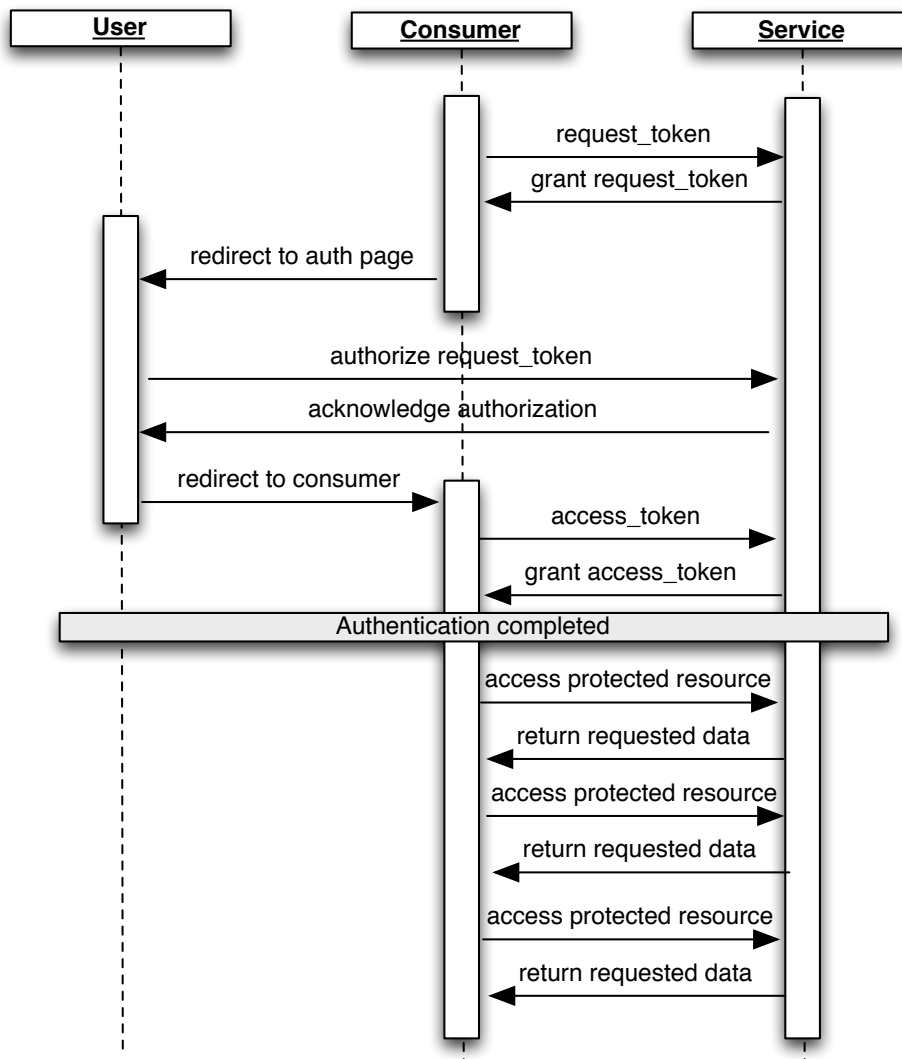 User
Consumer
Service
request_token
grant request_token
redirect to auth page
authorize request_token
acknowledge authorization
redirect to consumer
access_token
grant access_token
Authentication completed
access protected resource
return requested data
access protected resource
return requested data
access protected resource
return requested data